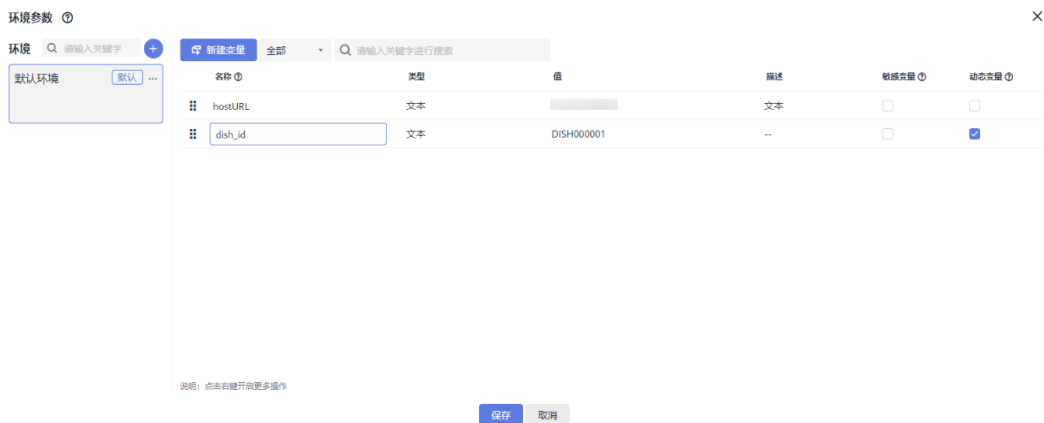 环境参数
环境 请输入关键字 +
新建变量 全部 请输入关键字进行搜索
默认环境 默认 ...
名称 类型 值 描述 敏感变量 动态变量
hostURL 文本 文本
dish_id 文本 DISH000001 --
说明：点击右键开启更多操作
保存 取消